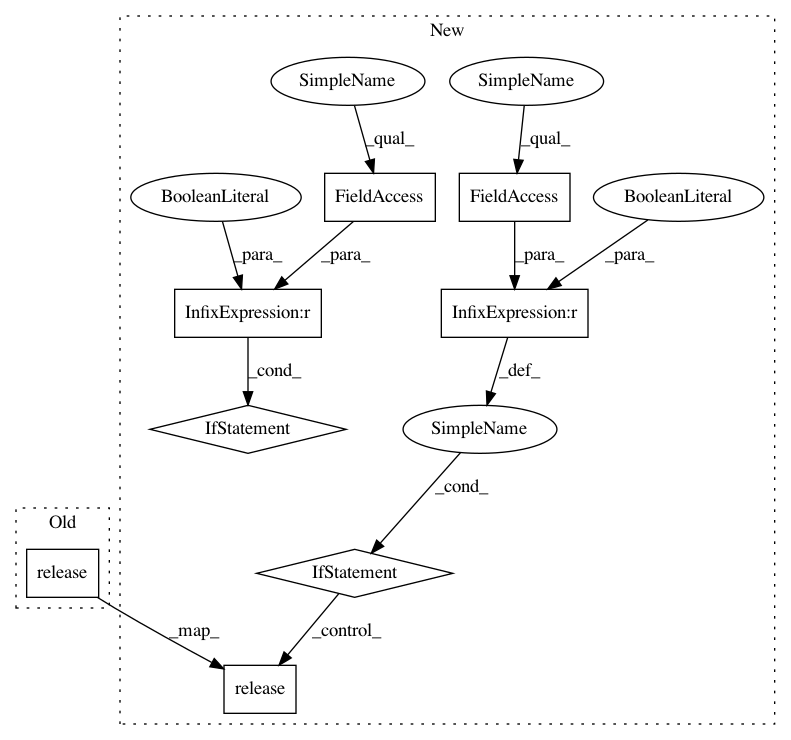 New
SimpleName
SimpleName
_qual_
_qual_
BooleanLiteral
FieldAccess
FieldAccess
BooleanLiteral
_para_
_para_
_para_
_para_
InfixExpression:r
InfixExpression:r
_cond_
_def_
IfStatement
SimpleName
_cond_
Old
release
IfStatement
_map_
_control_
release